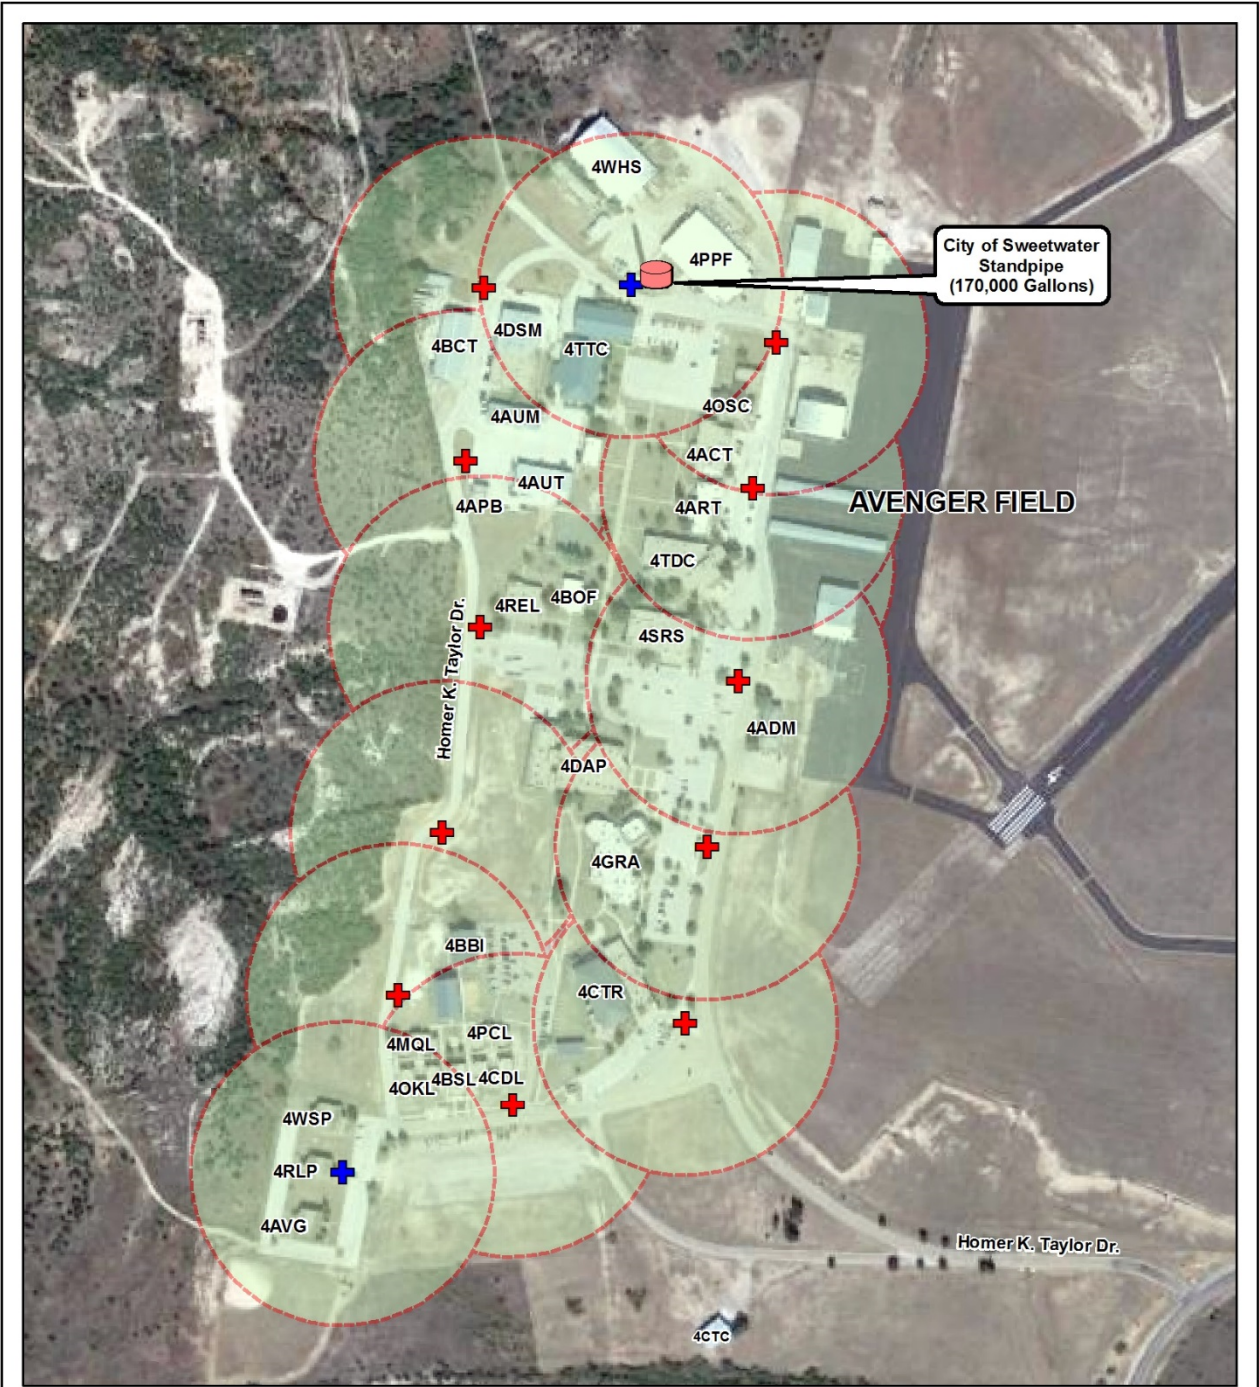 4WHS
City of Sweetwater
Standpipe
(170,000 Gallons)
4PPF
4DSM
4BCT
4TTC
4OSC
4AUM
4ACT
4AUT
AVENGER FIELD
4APB
4ART
4TDC
4REL
4BOF
4SRS
Homer K. Taylor Dr.
4ADM
4DAP
4GRA
4BBI
4CTR
4PCL
4MQL
4BSL
4CDL
4OKL
4WSP
4RLP
4AVG
Homer K. Taylor Dr.
4CTC